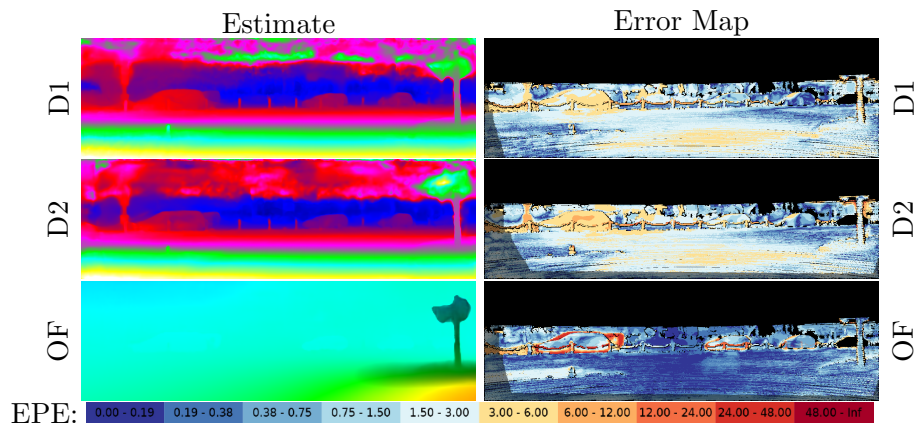 Estimate
Error Map
D1
D1
D2
D2
OF
OF
EPE: 0.00 - 0.19 0.19 - 0.38 0.38 - 0.75 0.75 - 1.50 1.50 - 3.00 3.00 - 6.00 6.00 - 12.00 12.00 - 24.00 24.00 - 48.00 48.00 - Inf